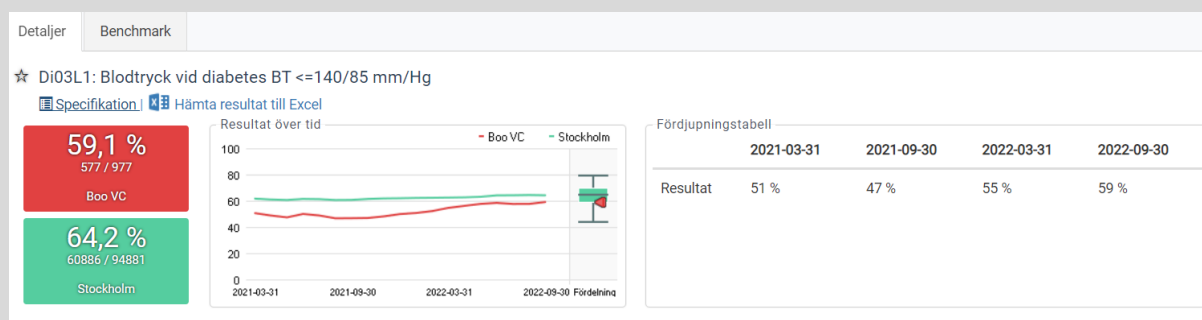 Detaljer
Benchmark
Di03L1: Blodtryck vid diabetes BT <=140/85 mm/Hg
Specifikation | Hämta resultat till Excel
59,1 %
577 / 977
Boo VC
64,2 %
60886 / 94881
Stockholm
Resultat över tid
Boo VC Stockholm
100
80
60
40
20
0
2021-03-31 2021-09-30 2022-03-31 2022-09-30 Fördelning
Fördjupningstabell
2021-03-31 2021-09-30 2022-03-31 2022-09-30
Resultat 51 % 47 % 55 % 59 %